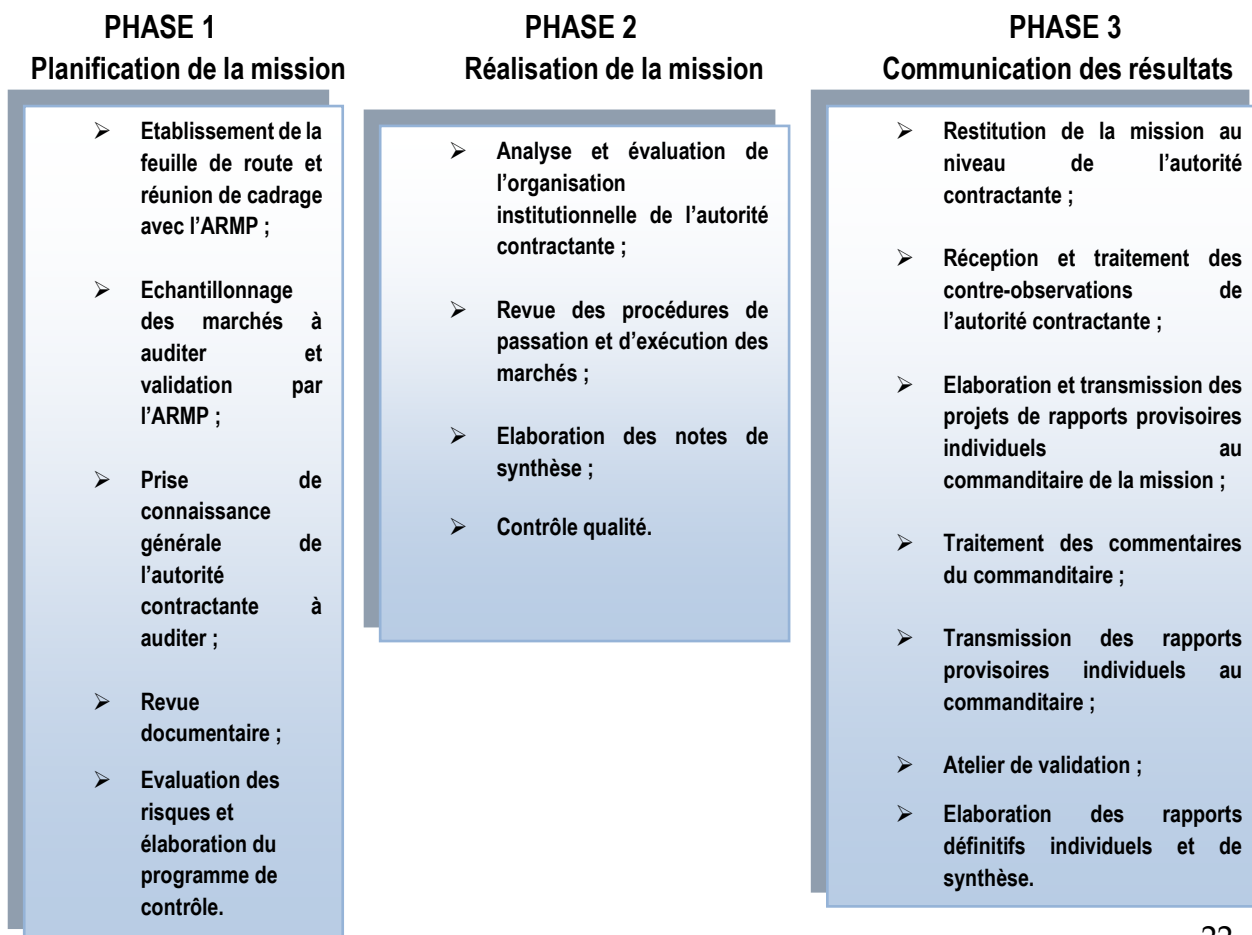 PHASE 1
Planification de la mission
➢ Etablissement de la
feuille de route et
réunion de cadrage
avec l'ARMP ;
➢ Echantillonnage
des marchés à
auditer et
validation par
l'ARMP ;
➢ Prise de
connaissance
générale de
l'autorité
contractante à
auditer ;
➢ Revue
documentaire ;
➢ Evaluation des
risques et
élaboration du
programme de
contrôle.
PHASE 2
Réalisation de la mission
➢ Analyse et évaluation de
l'organisation
institutionnelle de l'autorité
contractante ;
➢ Revue des procédures de
passation et d'exécution des
marchés ;
➢ Elaboration des notes de
synthèse ;
➢ Contrôle qualité.
PHASE 3
Communication des résultats
➢ Restitution de la mission au
niveau de l'autorité
contractante ;
➢ Réception et traitement des
contre-observations de
l'autorité contractante ;
➢ Elaboration et transmission des
projets de rapports provisoires
individuels au
commanditaire de la mission ;
➢ Traitement des commentaires
du commanditaire ;
➢ Transmission des rapports
provisoires individuels au
commanditaire ;
➢ Atelier de validation ;
➢ Elaboration des rapports
définitifs individuels et de
synthèse.